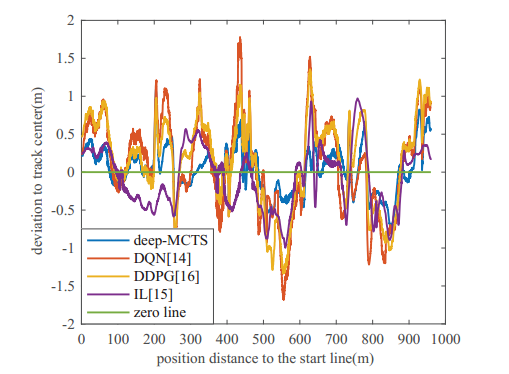 2
1.5
1
0.5
0
-0.5
-1
-1.5
-2
deviation to track center(m)
deep-MCTS
DQN[14]
DDPG[16]
IL[15]
zero line
0 100 200 300 400 500 600 700 800 900 1000
position distance to the start line(m)